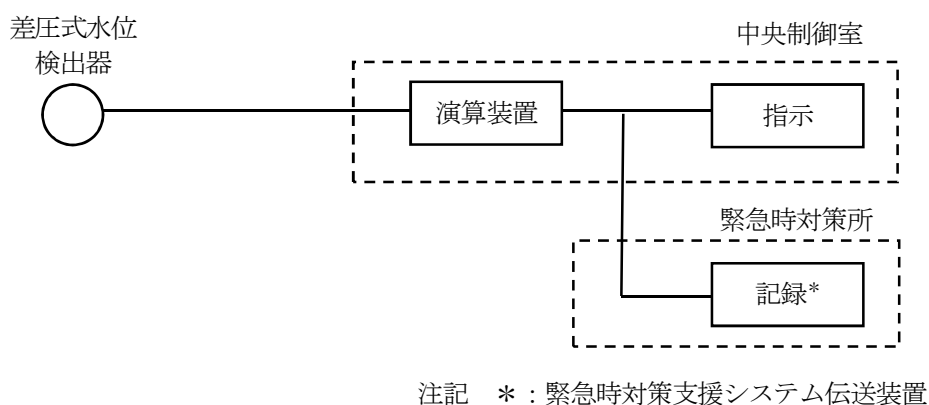 差圧式水位
検出器
中央制御室
演算装置
指示
緊急時対策所
記録*
注記　＊：緊急時対策支援システム伝送装置